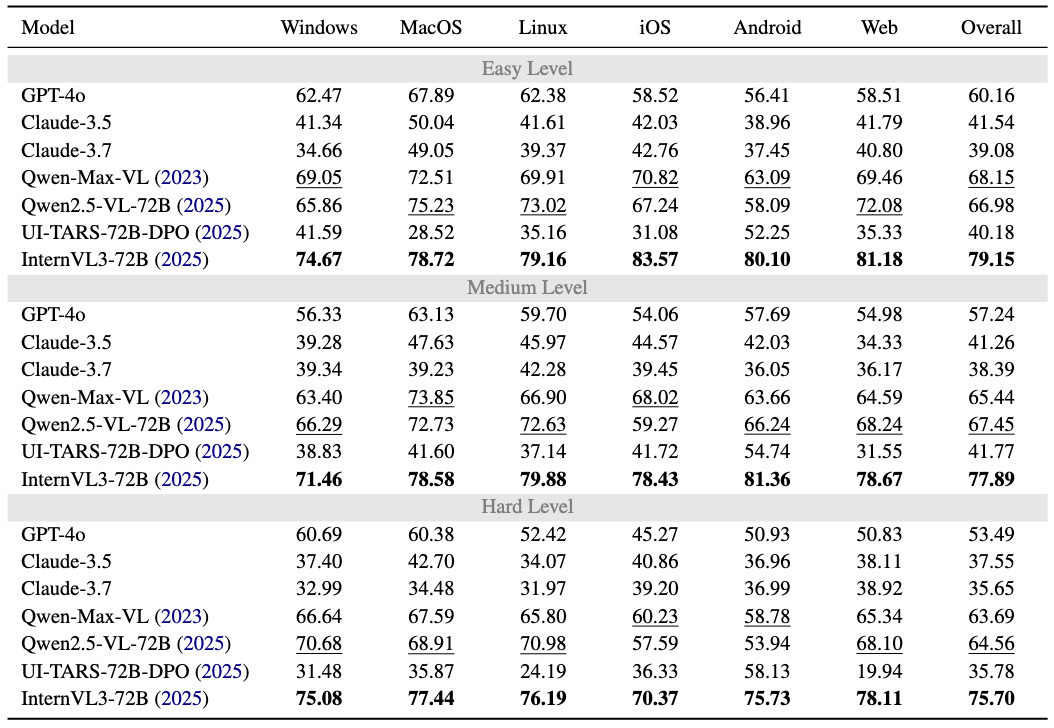 Model Windows MacOS Linux iOS Android Web Overall
Easy Level
GPT-4o 62.47 67.89 62.38 58.52 56.41 58.51 60.16
Claude-3.5 41.34 50.04 41.61 42.03 38.96 41.79 41.54
Claude-3.7 34.66 49.05 39.37 42.76 37.45 40.80 39.08
Qwen-Max-VL (2023) 69.05 72.51 69.91 70.82 63.09 69.46 68.15
Qwen2.5-VL-72B (2025) 65.86 75.23 73.02 67.24 58.09 72.08 66.98
UI-TARS-72B-DPO (2025) 41.59 28.52 35.16 31.08 52.25 35.33 40.18
InternVL3-72B (2025) 74.67 78.72 79.16 83.57 80.10 81.18 79.15
Medium Level
GPT-4o 56.33 63.13 59.70 54.06 57.69 54.98 57.24
Claude-3.5 39.28 47.63 45.97 44.57 42.03 34.33 41.26
Claude-3.7 39.34 39.23 42.28 39.45 36.05 36.17 38.39
Qwen-Max-VL (2023) 63.40 73.85 66.90 68.02 63.66 64.59 65.44
Qwen2.5-VL-72B (2025) 66.29 72.73 72.63 59.27 66.24 68.24 67.45
UI-TARS-72B-DPO (2025) 38.83 41.60 37.14 41.72 54.74 31.55 41.77
InternVL3-72B (2025) 71.46 78.58 79.88 78.43 81.36 78.67 77.89
Hard Level
GPT-4o 60.69 60.38 52.42 45.27 50.93 50.83 53.49
Claude-3.5 37.40 42.70 34.07 40.86 36.96 38.11 37.55
Claude-3.7 32.99 34.48 31.97 39.20 36.99 38.92 35.65
Qwen-Max-VL (2023) 66.64 67.59 65.80 60.23 58.78 65.34 63.69
Qwen2.5-VL-72B (2025) 70.68 68.91 70.98 57.59 53.94 68.10 64.56
UI-TARS-72B-DPO (2025) 31.48 35.87 24.19 36.33 58.13 19.94 35.78
InternVL3-72B (2025) 75.08 77.44 76.19 70.37 75.73 78.11 75.70